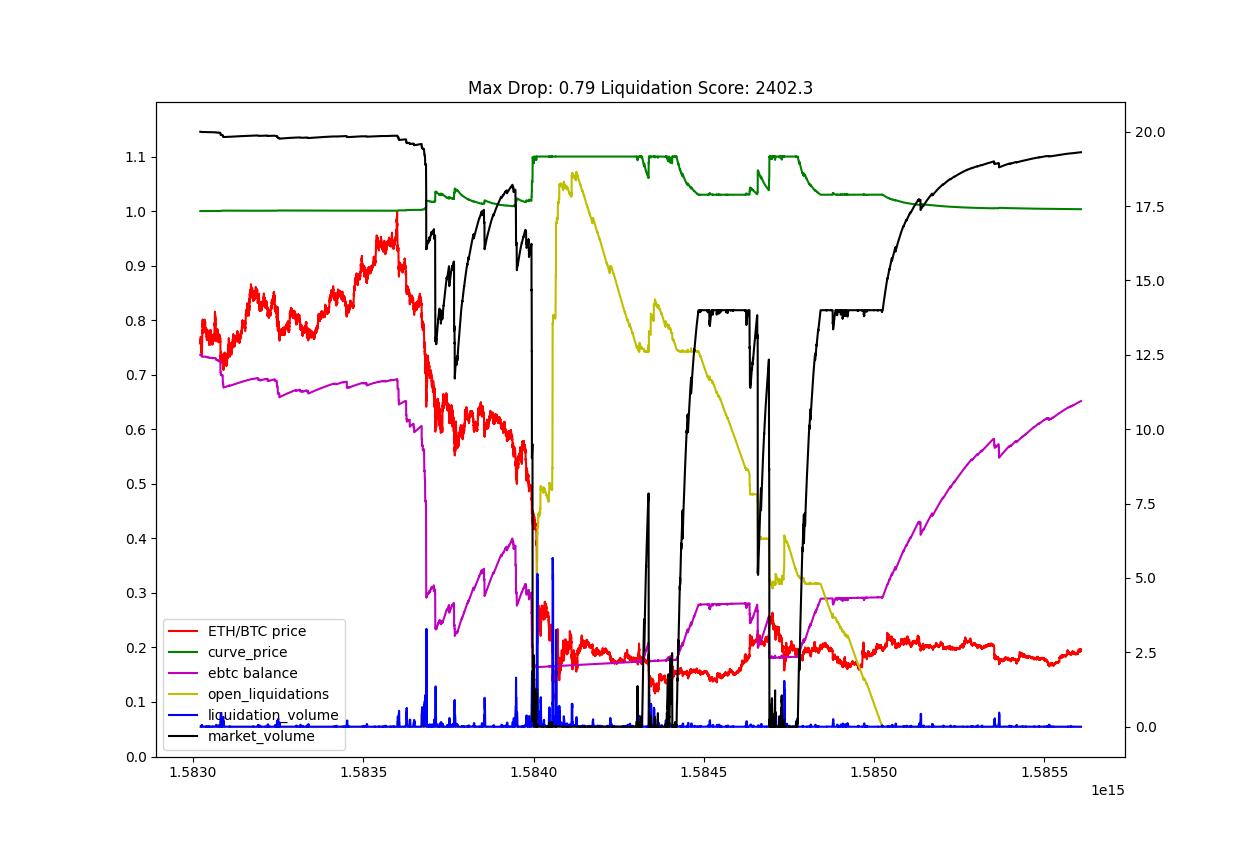 Max Drop: 0.79 Liquidation Score: 2402.3
1.1
1.0
0.9
0.8
0.7
0.6
0.5
0.4
0.3
0.2
0.1
0.0
20.0
17.5
15.0
12.5
10.0
7.5
5.0
2.5
0.0
ETH/BTC price
curve_price
ebtc balance
open_liquidations
liquidation_volume
market_volume
1.5830 1.5835 1.5840 1.5845 1.5850 1.5855
1e15